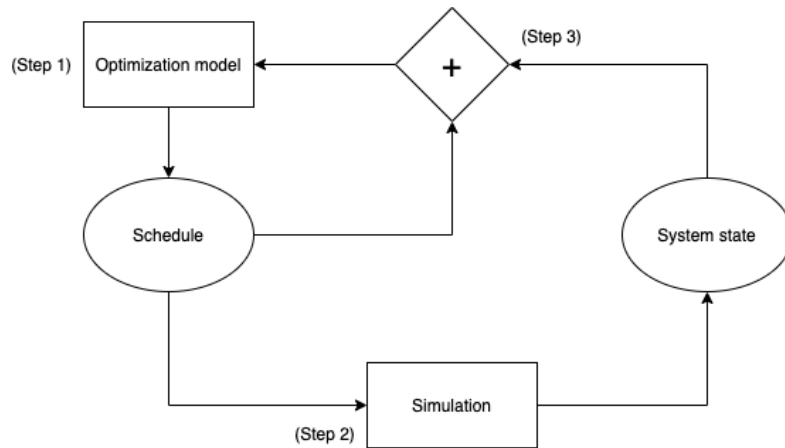 (Step 1)
Optimization model
+
(Step 3)
Schedule
System state
(Step 2)
Simulation